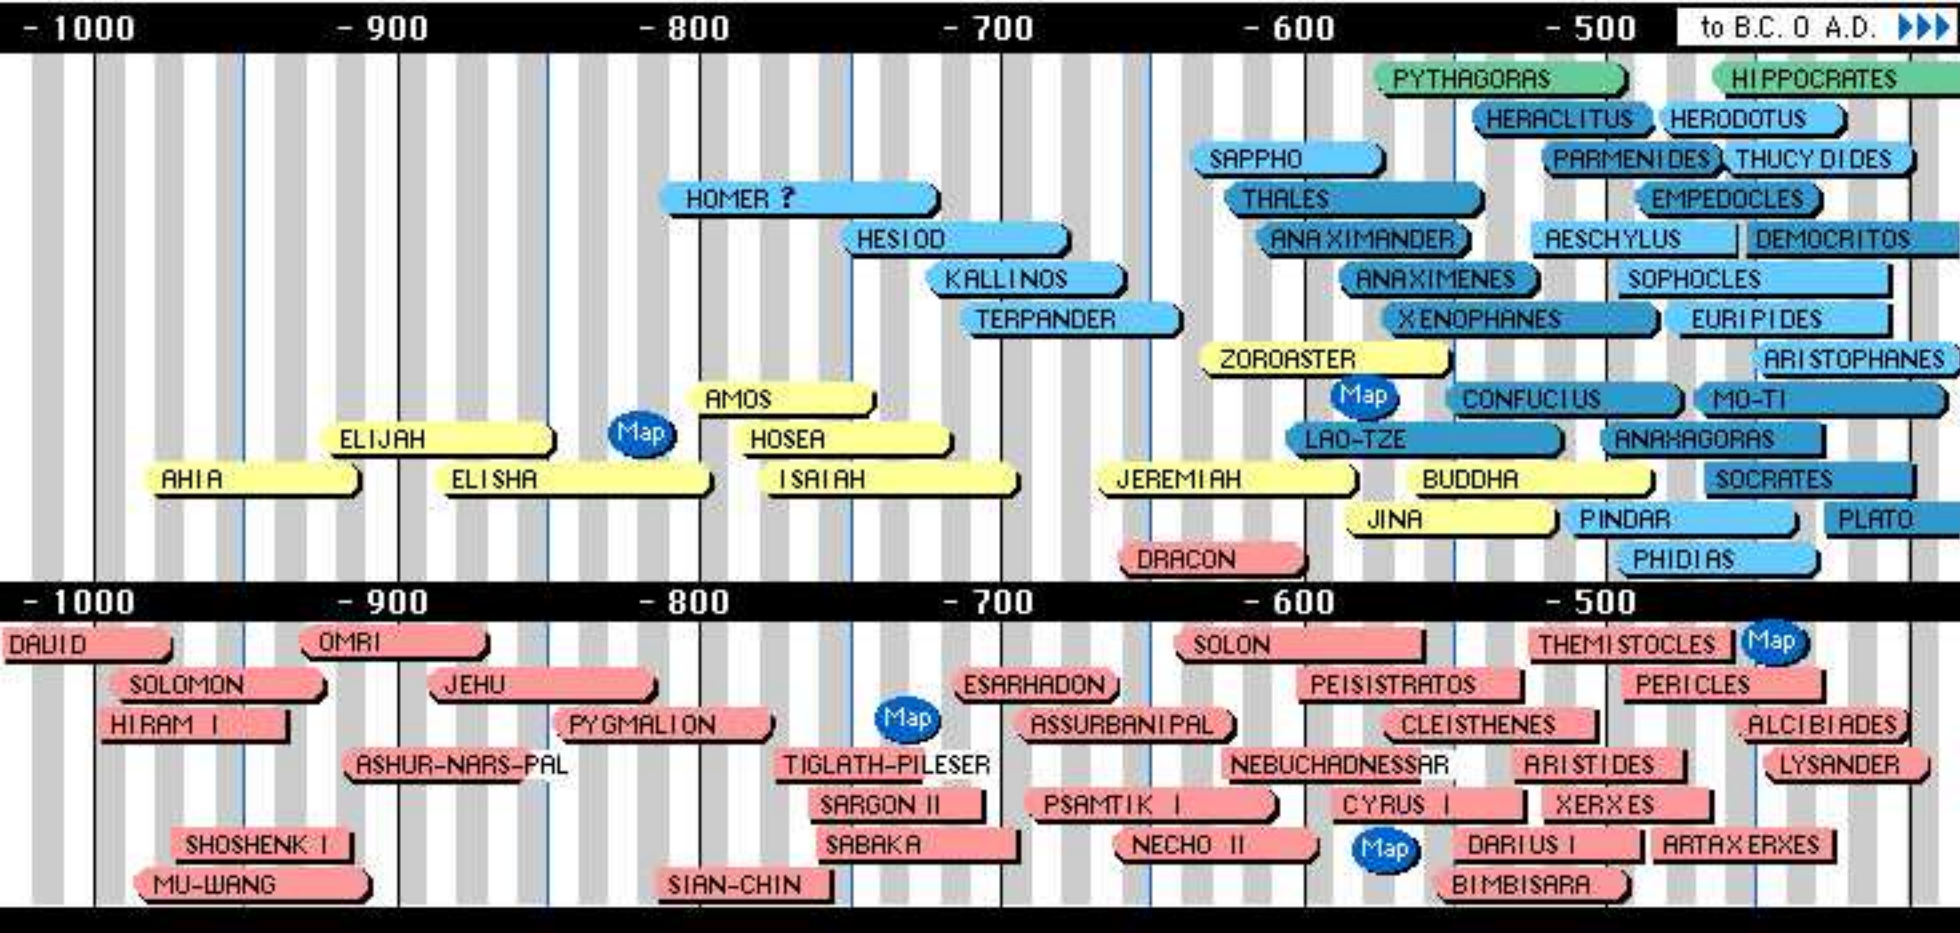 - 1000 - 900 - 800 - 700 - 600 - 500 to B.C. 0 A.D.
PYTHAGORAS HIPPOCRATES
HERACLITUS HERODOTUS
SAPPHO PARMENIDES THUCYDIDES
HOMER ? THALES EMPEDOCLES
HESIOD ANAXIMANDER AESCHYLUS DEMOCRITOS
KALLINOS ANAXIMENES SOPHOCLES
TERPANDER XENOPHANES EURIPIDES
ZOROASTER ARISTOPHANES
AMOS Map CONFUCIUS MO-TI
ELIJAH Map HOSEA LAO-TZE ANAXAGORAS
AHIA ELISHA ISAIAH JEREMIAH BUDDHA SOCRATES
JINA PINDAR PLATO
DRACON PHIDIAS
- 1000 - 900 - 800 - 700 - 600 - 500
DAVID OMRI SOLON THEMISTOCLES Map
SOLOMON JEHU ESARHADON PEISISTRATOS PERICLES
HIRAM I PYGMALION Map ASSURBANIPAL CLEISTHENES ALCIBIADES
ASHUR-NARS-PAL TIGLATH-PILESER NEBUCHADNESSAR ARISTIDES LYSANDER
SARGON II PSAMTIK I CYRUS I XERXES
SHOSHENK I SABAKA NECHO II Map DARIUS I ARTAXERXES
MU-WANG SIAN-CHIN BIMBISARA